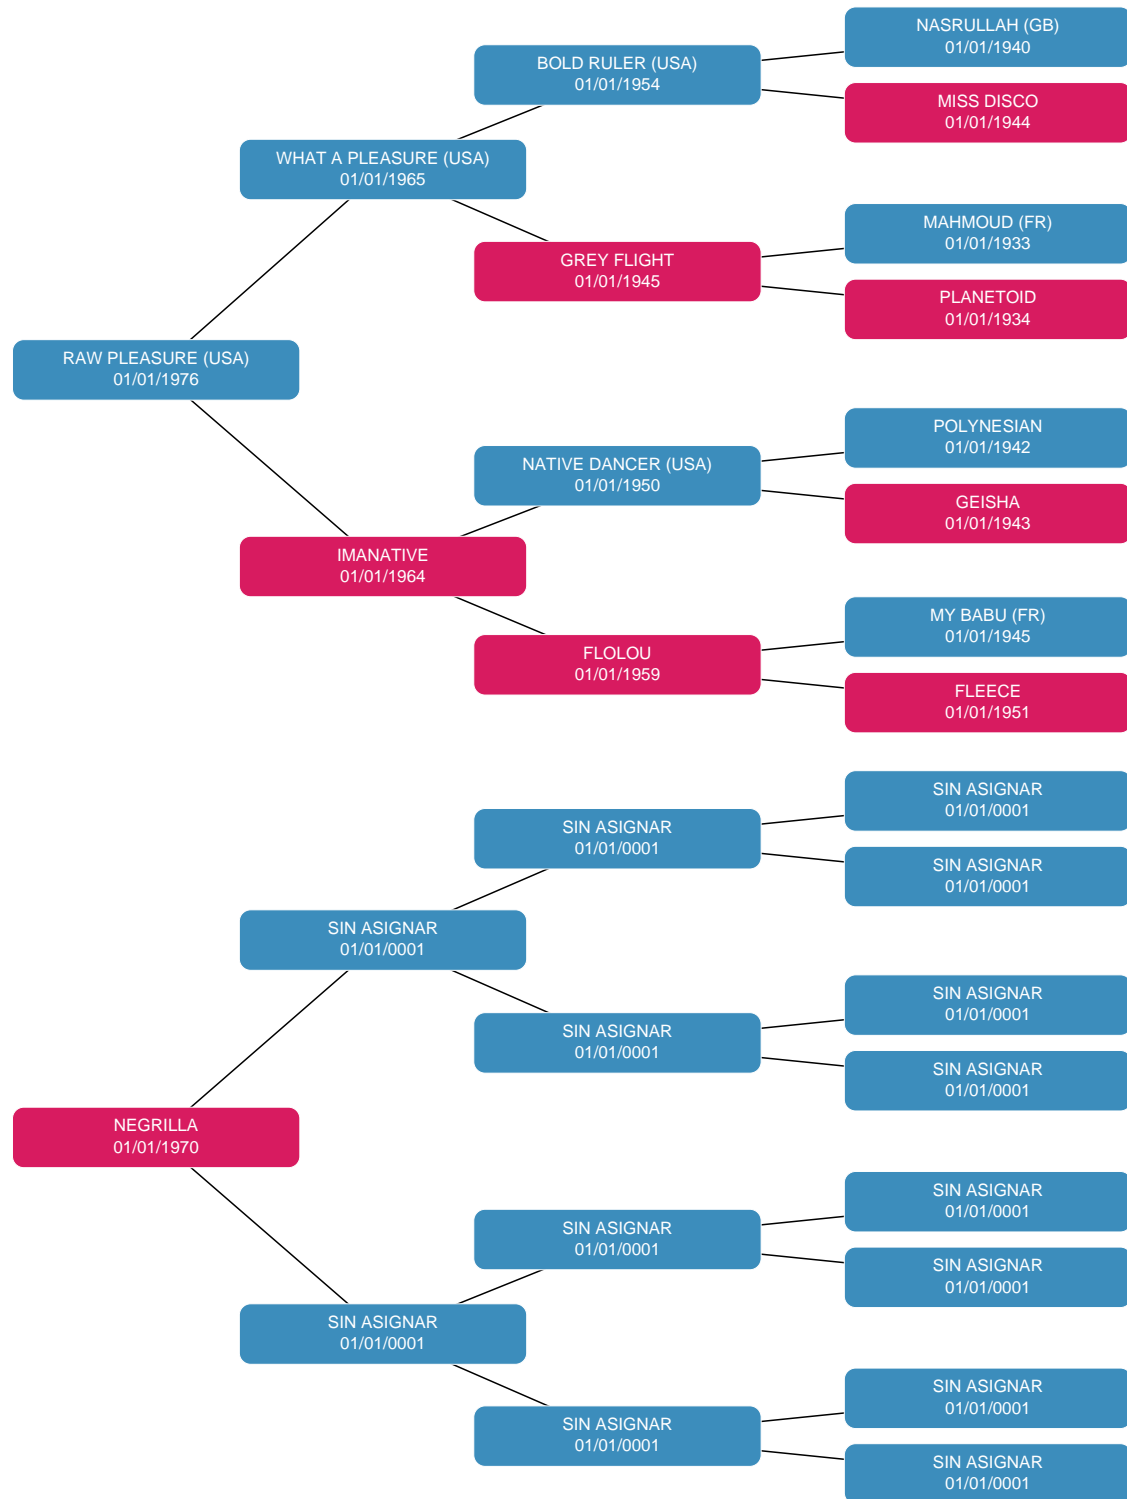 NASRULLAH (GB)
01/01/1940
BOLD RULER (USA)
01/01/1954
MISS DISCO
01/01/1944
WHAT A PLEASURE (USA)
01/01/1965
MAHMOUD (FR)
01/01/1933
GREY FLIGHT
01/01/1945
PLANETOID
01/01/1934
RAW PLEASURE (USA)
01/01/1976
POLYNESIAN
01/01/1942
NATIVE DANCER (USA)
01/01/1950
GEISHA
01/01/1943
IMANATIVE
01/01/1964
MY BABU (FR)
01/01/1945
FLOLOU
01/01/1959
FLEECE
01/01/1951
SIN ASIGNAR
01/01/0001
SIN ASIGNAR
01/01/0001
SIN ASIGNAR
01/01/0001
SIN ASIGNAR
01/01/0001
SIN ASIGNAR
01/01/0001
SIN ASIGNAR
01/01/0001
SIN ASIGNAR
01/01/0001
NEGRILLA
01/01/1970
SIN ASIGNAR
01/01/0001
SIN ASIGNAR
01/01/0001
SIN ASIGNAR
01/01/0001
SIN ASIGNAR
01/01/0001
SIN ASIGNAR
01/01/0001
SIN ASIGNAR
01/01/0001
SIN ASIGNAR
01/01/0001